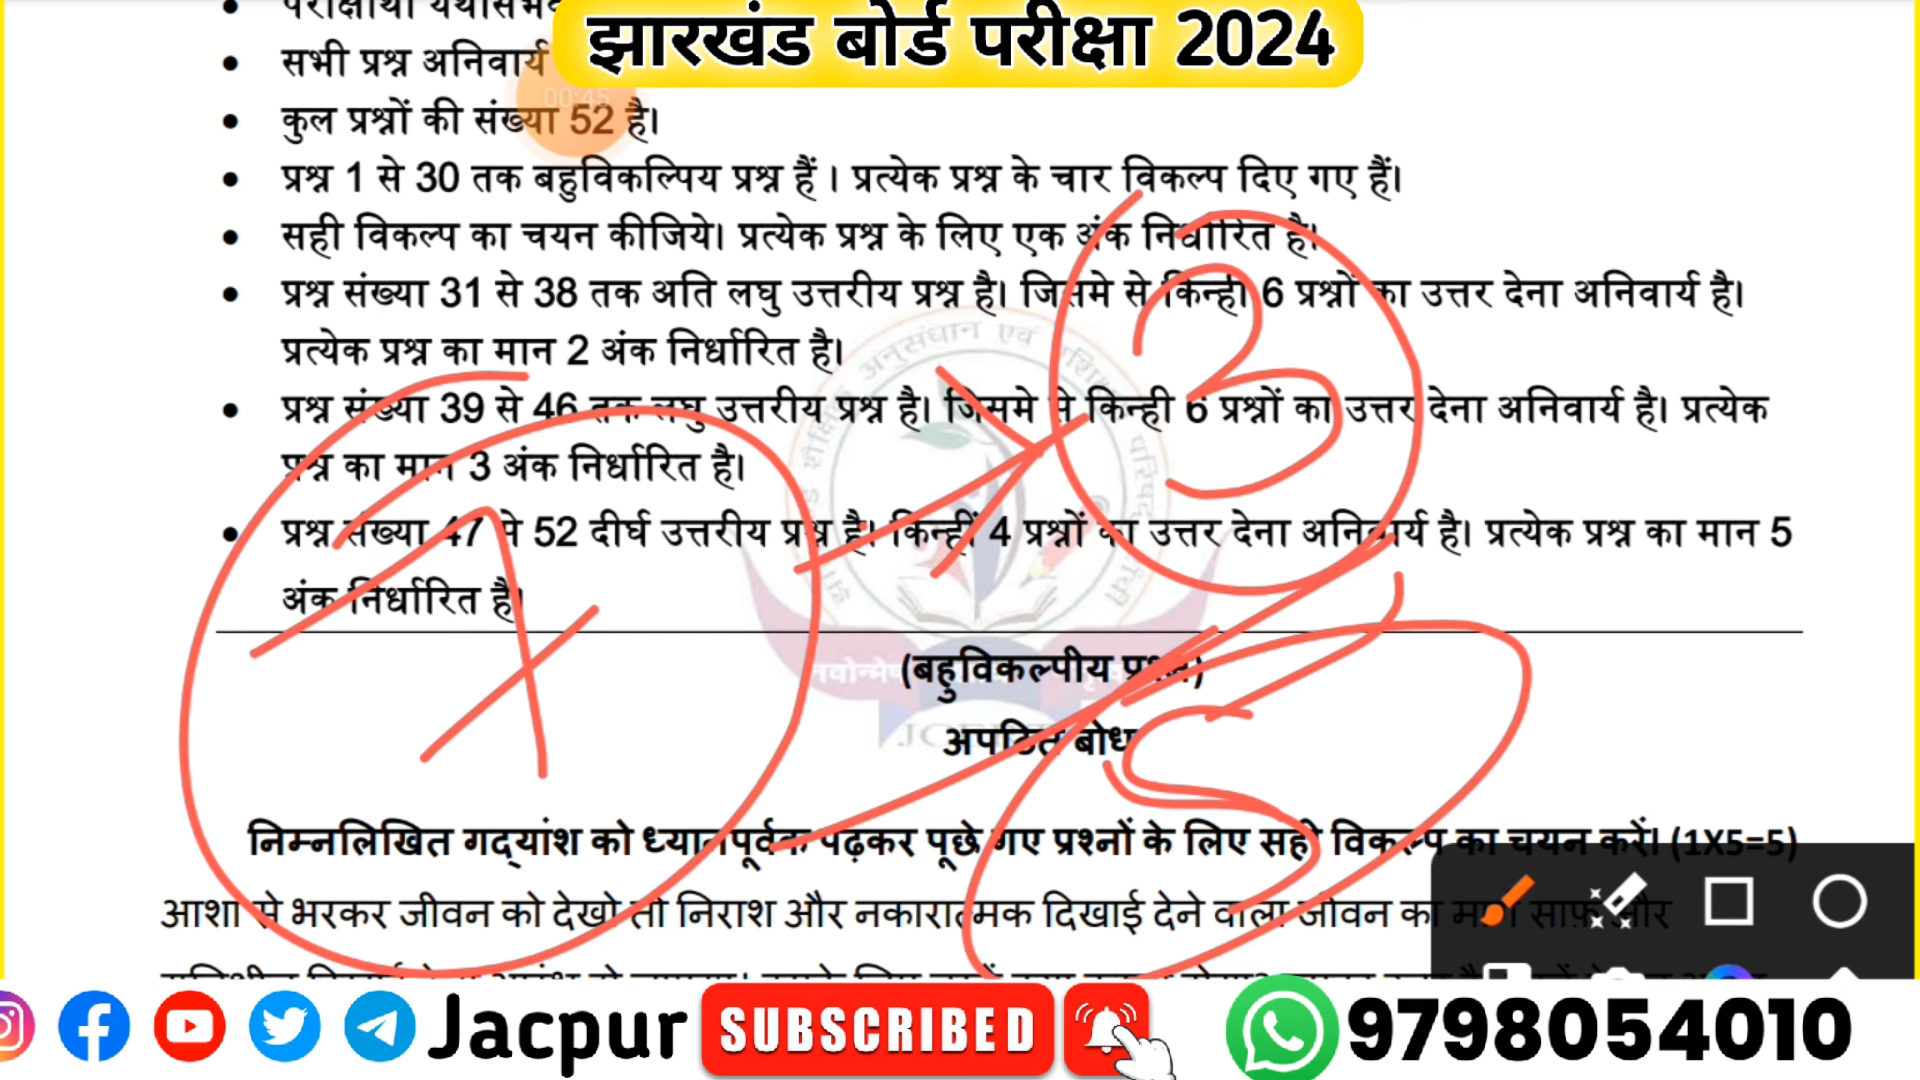 झारखंड बोर्ड परीक्षा 2024
सभी प्रश्न अनिवार्य
00:45
कुल प्रश्नों की संख्या 52 है।
प्रश्न 1 से 30 तक बहुविकल्पिय प्रश्न हैं । प्रत्येक प्रश्न के चार विकल्प दिए गए हैं।
सही विकल्प का चयन कीजिये। प्रत्येक प्रश्न के लिए एक अंक निर्धारित है।
प्रश्न संख्या 31 से 38 तक अति लघु उत्तरीय प्रश्न है। जिसमे से किन्ही 6 प्रश्नों का उत्तर देना अनिवार्य है।
प्रत्येक प्रश्न का मान 2 अंक निर्धारित है।
प्रश्न संख्या 39 से 46 तक लघु उत्तरीय प्रश्न है। जिसमे से किन्ही 6 प्रश्नों का उत्तर देना अनिवार्य है। प्रत्येक
प्रश्न का मान 3 अंक निर्धारित है।
प्रश्न संख्या 47 से 52 दीर्घ उत्तरीय प्रश्न है। किन्हीं 4 प्रश्नों का उत्तर देना अनिवार्य है। प्रत्येक प्रश्न का मान 5
अंक निर्धारित है।
3
5
(बहुविकल्पीय प्रश्न)
अपठित बोध
निम्नलिखित गद्यांश को ध्यानपूर्वक पढ़कर पूछे गए प्रश्नों के लिए सही विकल्प का चयन करें। (1X5=5)
आशा से भरकर जीवन को देखो तो निराश और नकारात्मक दिखाई देने वाला जीवन का मार्ग साफ़ और
Jacpur SUBSCRIBED 9798054010